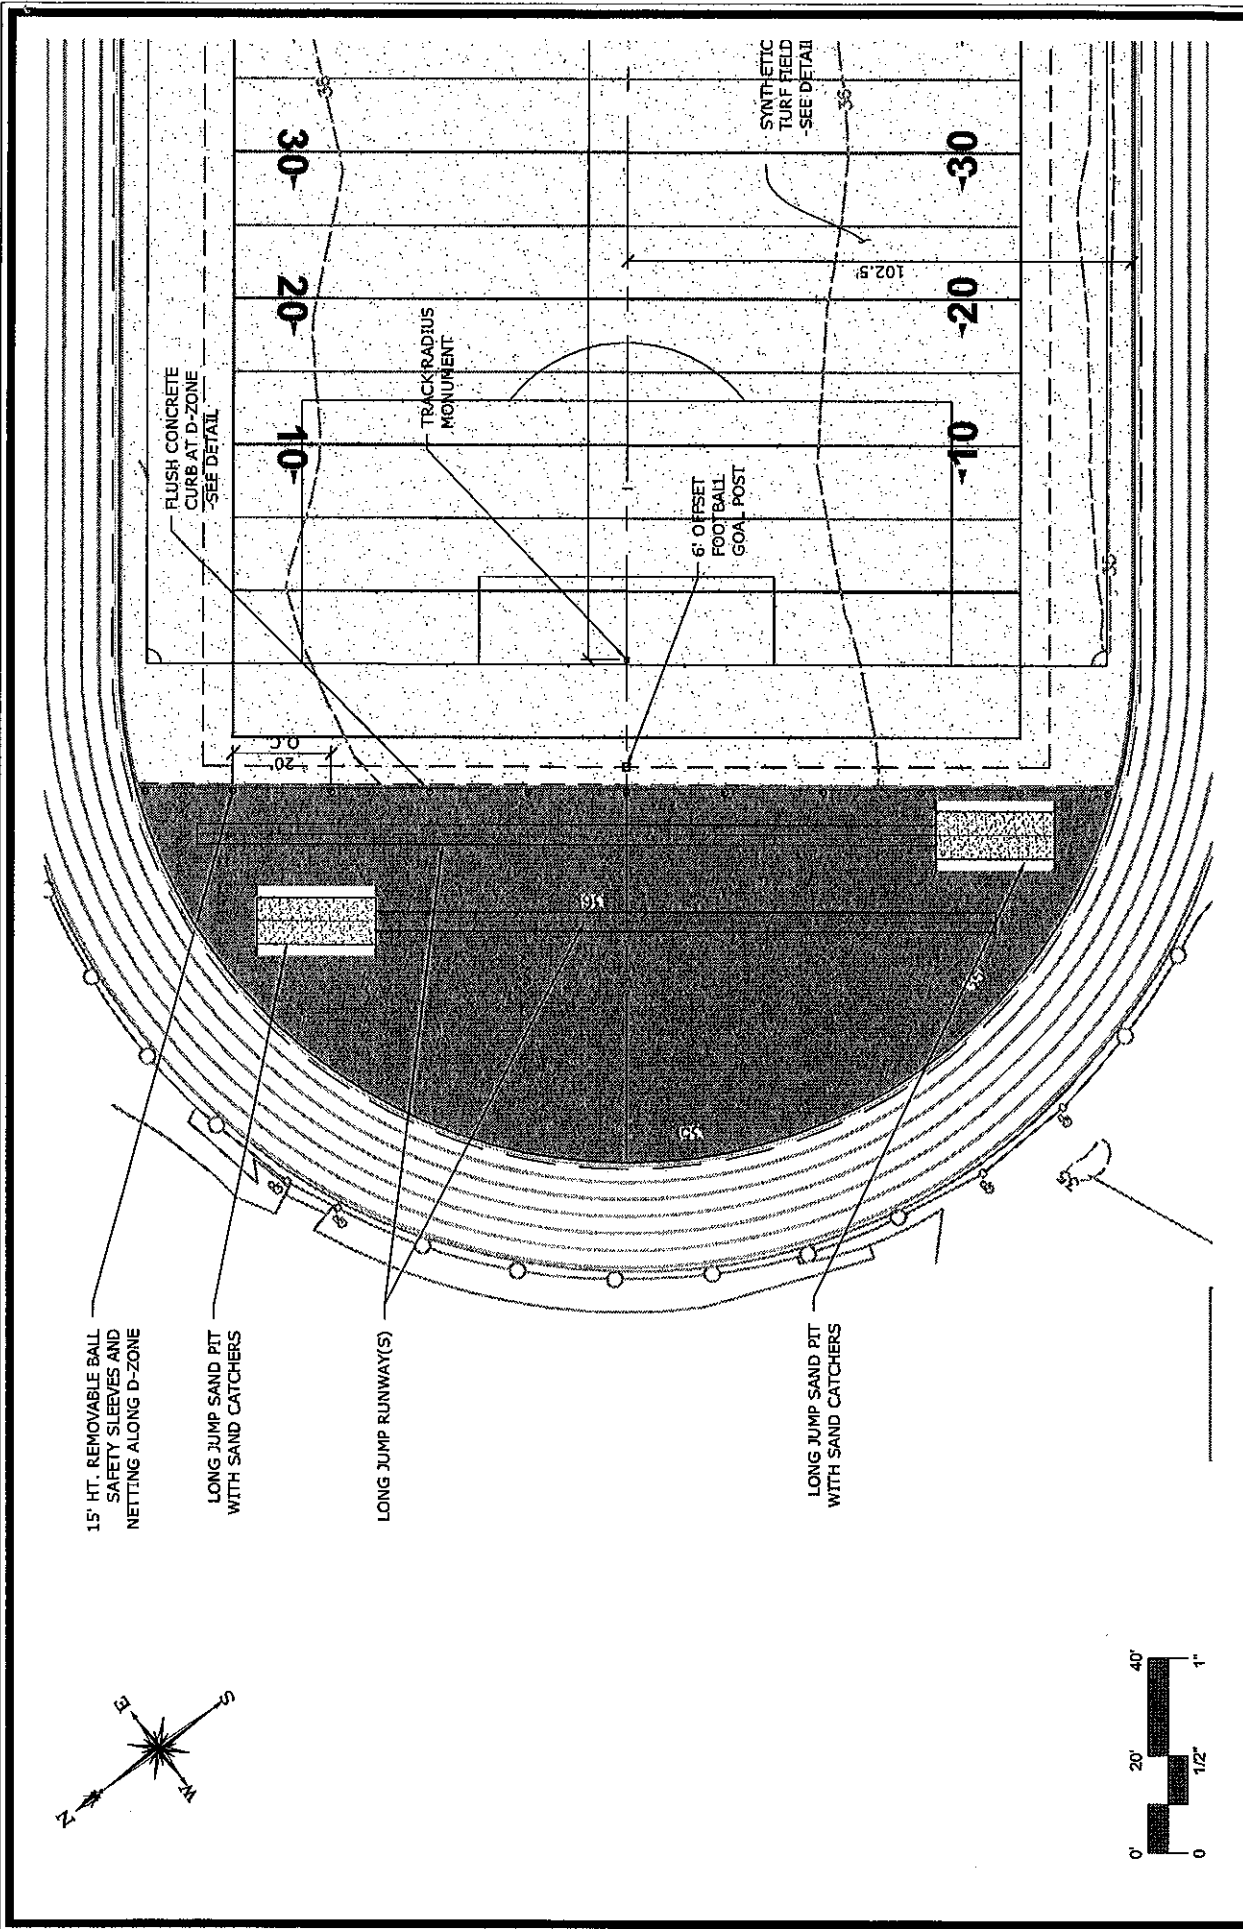 15' HT. REMOVABLE BALL
SAFETY SLEEVES AND
NETTING ALONG D-ZONE
LONG JUMP SAND PIT
WITH SAND CATCHERS
LONG JUMP RUNWAY(S)
LONG JUMP SAND PIT
WITH SAND CATCHERS
FLUSH CONCRETE
CURB AT D-ZONE
-SEE DETAIL
TRACK RADIUS
MONUMENT
6' OFFSET
FOOTBALL
GOAL POST
SYNTHETIC
TURF FIELD
-SEE DETAIL
20'
O.C.
102.5'
10
20
30
10
20
30
36
36
35
N
E
S
W
0'
20'
40'
0
1/2"
1"